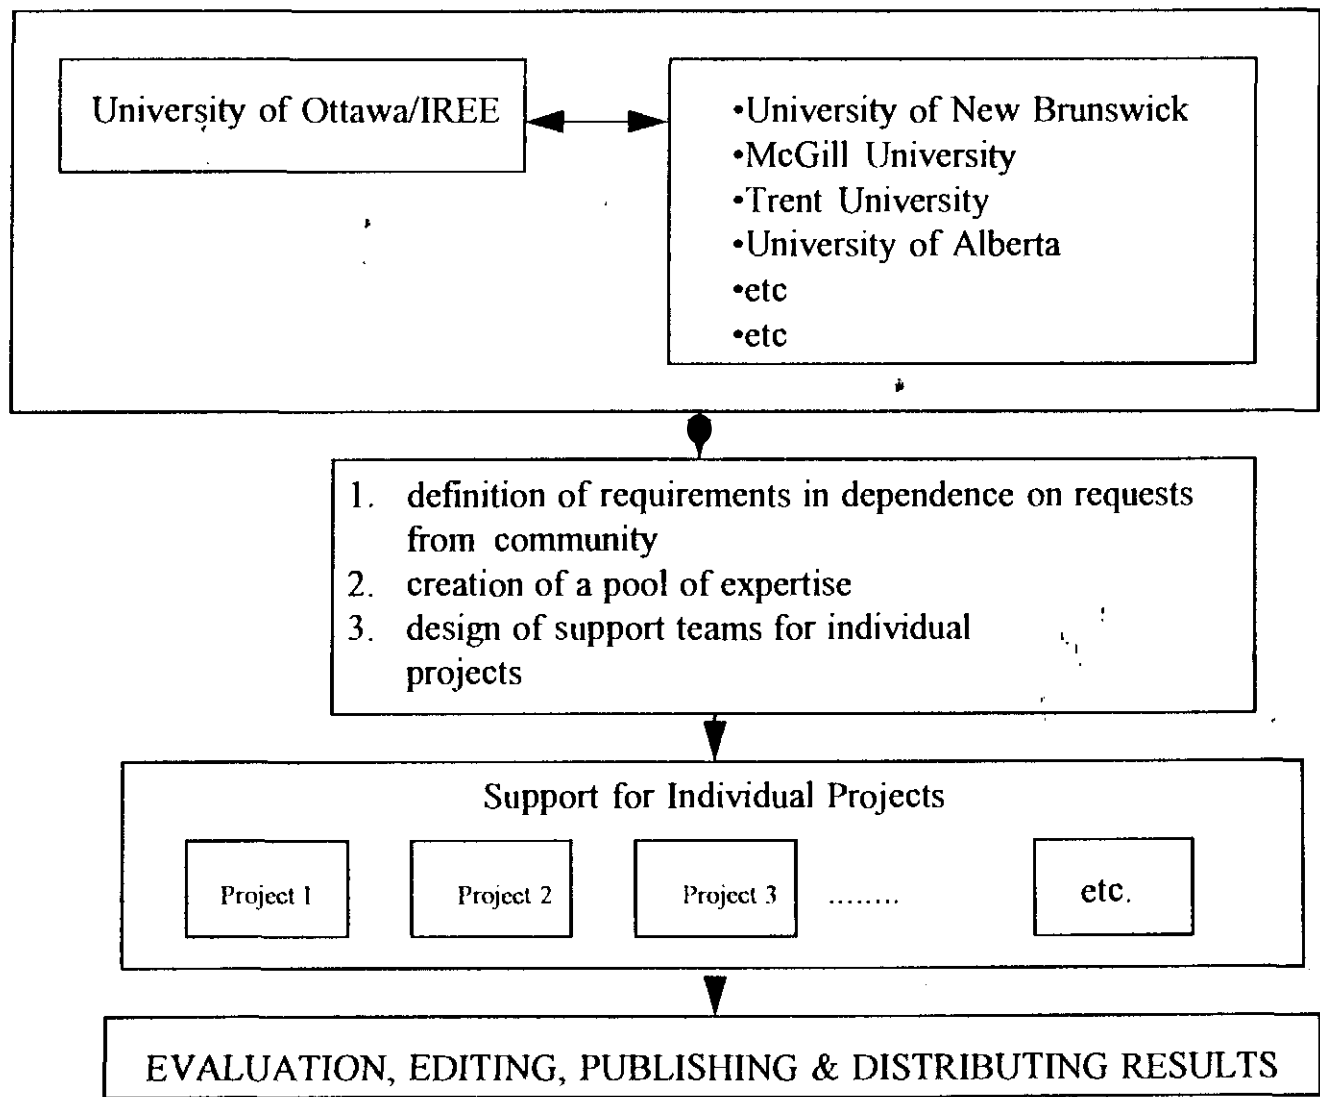 University of Ottawa/IREE
•University of New Brunswick
•McGill University
•Trent University
•University of Alberta
•etc
•etc
1. definition of requirements in dependence on requests
from community
2. creation of a pool of expertise
3. design of support teams for individual
projects
Support for Individual Projects
Project 1
Project 2
Project 3
........
etc.
EVALUATION, EDITING, PUBLISHING & DISTRIBUTING RESULTS